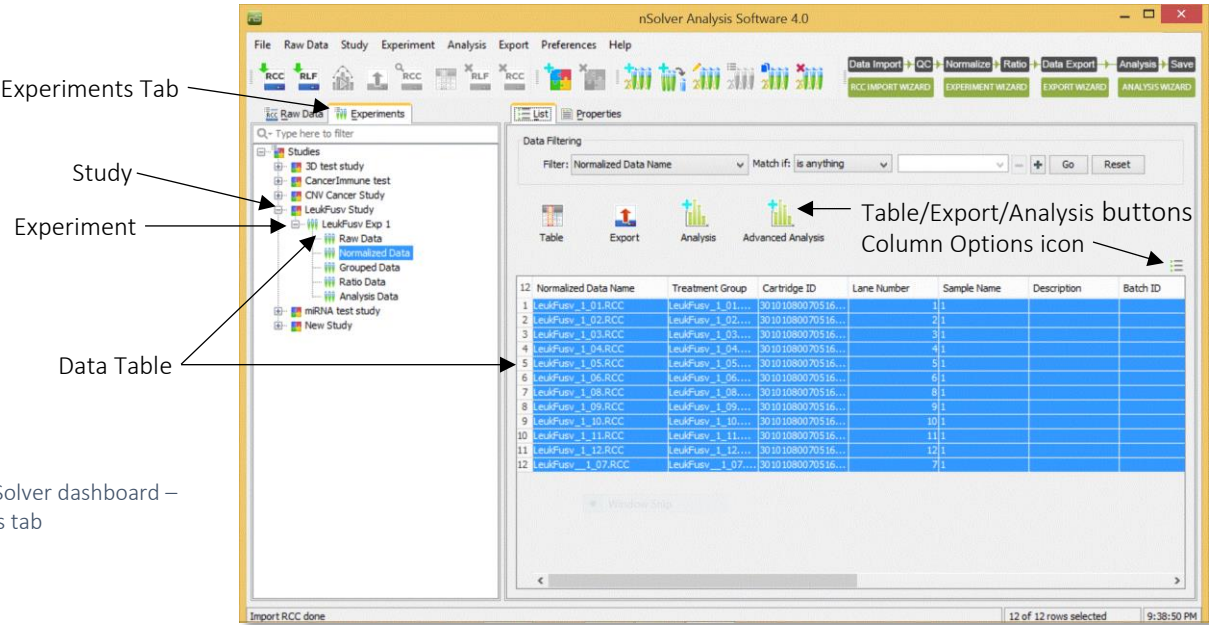 nSolver Analysis Software 4.0
File Raw Data Study Experiment Analysis Export Preferences Help
RCC RLF RCC RLF RCC
Data Import QC Normalize Ratio Data Export Analysis Save
RCC IMPORT WIZARD EXPERIMENT WIZARD EXPORT WIZARD ANALYSIS WIZARD
Experiments Tab
Raw Data Experiments
List Properties
Type here to filter
Data Filtering
Filter: Normalized Data Name Match if: is anything Go Reset
Studies
3D test study
CancerImmune test
CNV Cancer Study
Study
LeukFusv Study
Experiment
LeukFusv Exp 1
Raw Data
Normalized Data
Grouped Data
Ratio Data
Analysis Data
miRNA test study
New Study
Data Table
Table Export Analysis Advanced Analysis
Table/Export/Analysis buttons
Column Options icon
12 Normalized Data Name Treatment Group Cartridge ID Lane Number Sample Name Description Batch ID
1 LeukFusv_1_01.RCC LeukFusv_1_01.... 30101080070516... 1 1
2 LeukFusv_1_02.RCC LeukFusv_1_02.... 30101080070516... 2 1
3 LeukFusv_1_03.RCC LeukFusv_1_03.... 30101080070516... 3 1
4 LeukFusv_1_04.RCC LeukFusv_1_04.... 30101080070516... 4 1
5 LeukFusv_1_05.RCC LeukFusv_1_05.... 30101080070516... 5 1
6 LeukFusv_1_06.RCC LeukFusv_1_06.... 30101080070516... 6 1
7 LeukFusv_1_08.RCC LeukFusv_1_08.... 30101080070516... 8 1
8 LeukFusv_1_09.RCC LeukFusv_1_09.... 30101080070516... 9 1
9 LeukFusv_1_10.RCC LeukFusv_1_10.... 30101080070516... 10 1
10 LeukFusv_1_11.RCC LeukFusv_1_11.... 30101080070516... 11 1
11 LeukFusv_1_12.RCC LeukFusv_1_12.... 30101080070516... 12 1
12 LeukFusv__1_07.RCC LeukFusv__1_07.... 30101080070516... 7 1
Window Snip
Solver dashboard –
s tab
Import RCC done
12 of 12 rows selected 9:38:50 PM